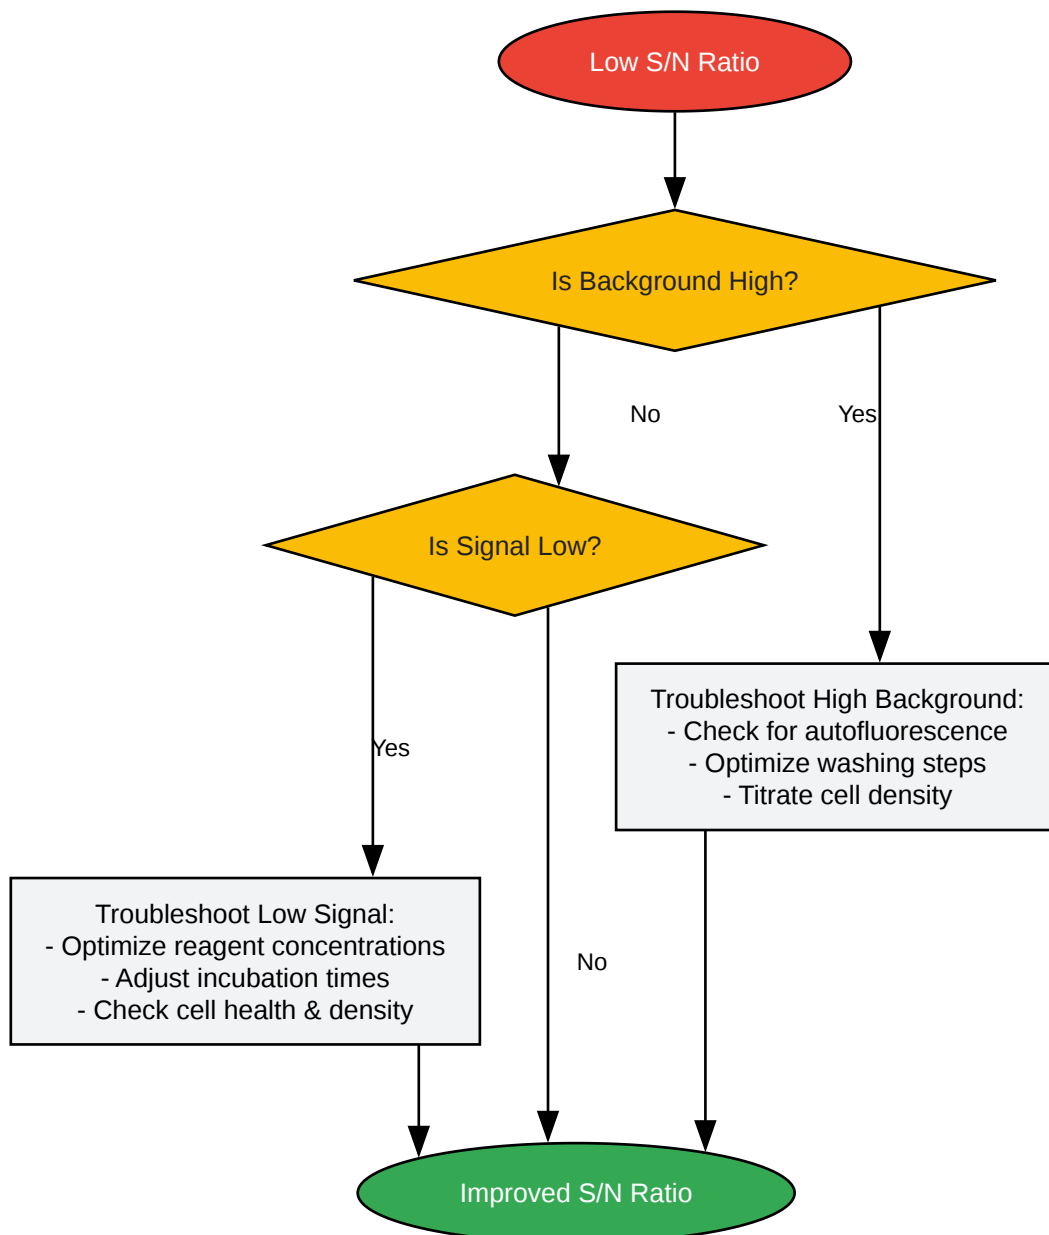 Low S/N Ratio
Is Background High?
No
Yes
Is Signal Low?
Troubleshoot High Background:
- Check for autofluorescence
- Optimize washing steps
- Titrate cell density
Yes
Troubleshoot Low Signal:
- Optimize reagent concentrations
- Adjust incubation times
- Check cell health & density
No
Improved S/N Ratio